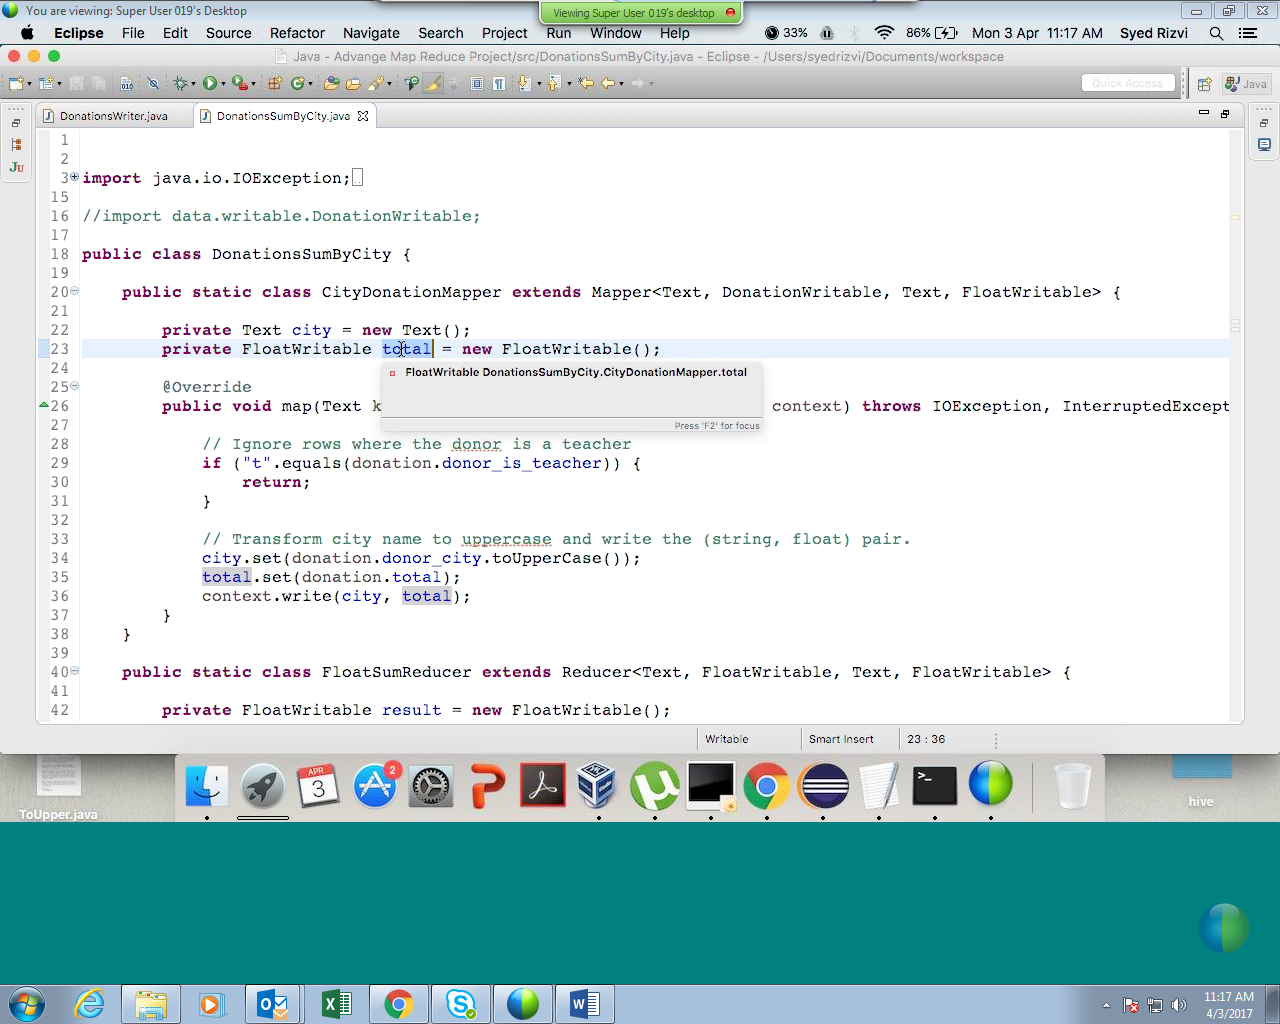 You are viewing: Super User 019's Desktop
Viewing Super User 019's desktop
Eclipse File Edit Source Refactor Navigate Search Project Run Window Help 33% 86% Mon 3 Apr 11:17 AM Syed Rizvi
Java - Advange Map Reduce Project/src/DonationsSumByCity.java - Eclipse - /Users/syedrizvi/Documents/workspace
Quick Access Java
DonationsWriter.java DonationsSumByCity.java
1
2
3 import java.io.IOException;
15
16 //import data.writable.DonationWritable;
17
18 public class DonationsSumByCity {
19
20 public static class CityDonationMapper extends Mapper<Text, DonationWritable, Text, FloatWritable> {
21
22 private Text city = new Text();
23 private FloatWritable total = new FloatWritable();
24
FloatWritable DonationsSumByCity.CityDonationMapper.total
25 @Override
26 public void map(Text k context) throws IOException, InterruptedExcept
Press 'F2' for focus
27
28 // Ignore rows where the donor is a teacher
29 if ("t".equals(donation.donor_is_teacher)) {
30 return;
31 }
32
33 // Transform city name to uppercase and write the (string, float) pair.
34 city.set(donation.donor_city.toUpperCase());
35 total.set(donation.total);
36 context.write(city, total);
37 }
38 }
39
40 public static class FloatSumReducer extends Reducer<Text, FloatWritable, Text, FloatWritable> {
41
42 private FloatWritable result = new FloatWritable();
Writable Smart Insert 23 : 36
APR
3
2
ToUpper.java
hive
11:17 AM
4/3/2017